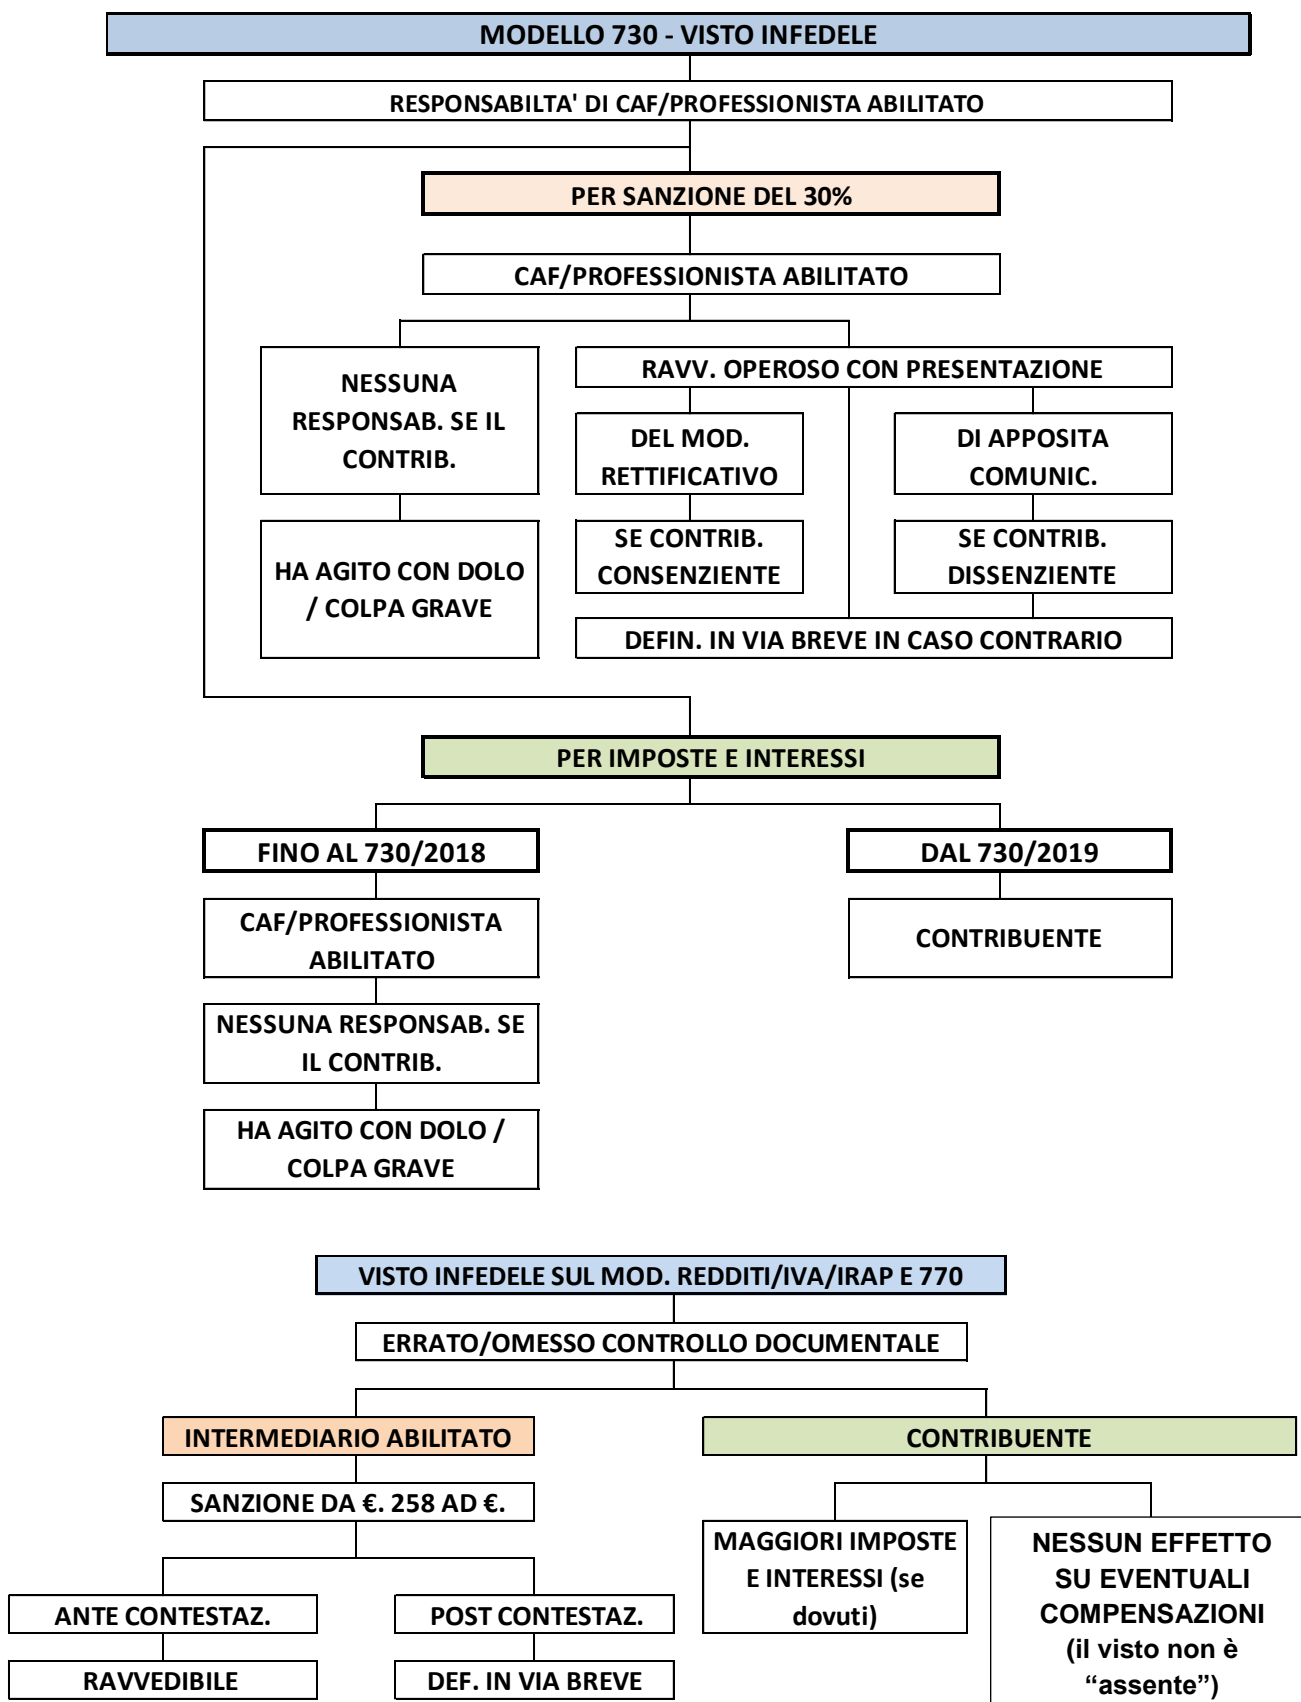 MODELLO 730 - VISTO INFEDELE
RESPONSABILTA' DI CAF/PROFESSIONISTA ABILITATO
PER SANZIONE DEL 30%
CAF/PROFESSIONISTA ABILITATO
NESSUNA
RESPONSAB. SE IL
CONTRIB.
HA AGITO CON DOLO
/ COLPA GRAVE
RAVV. OPEROSO CON PRESENTAZIONE
DEL MOD.
RETTIFICATIVO
SE CONTRIB.
CONSENZIENTE
DI APPOSITA
COMUNIC.
SE CONTRIB.
DISSENZIENTE
DEFIN. IN VIA BREVE IN CASO CONTRARIO
PER IMPOSTE E INTERESSI
FINO AL 730/2018
CAF/PROFESSIONISTA
ABILITATO
NESSUNA RESPONSAB. SE
IL CONTRIB.
HA AGITO CON DOLO /
COLPA GRAVE
DAL 730/2019
CONTRIBUENTE
VISTO INFEDELE SUL MOD. REDDITI/IVA/IRAP E 770
ERRATO/OMESSO CONTROLLO DOCUMENTALE
INTERMEDIARIO ABILITATO
SANZIONE DA €. 258 AD €.
ANTE CONTESTAZ.
RAVVEDIBILE
POST CONTESTAZ.
DEF. IN VIA BREVE
CONTRIBUENTE
MAGGIORI IMPOSTE
E INTERESSI (se
dovuti)
NESSUN EFFETTO
SU EVENTUALI
COMPENSAZIONI
(il visto non è
“assente”)